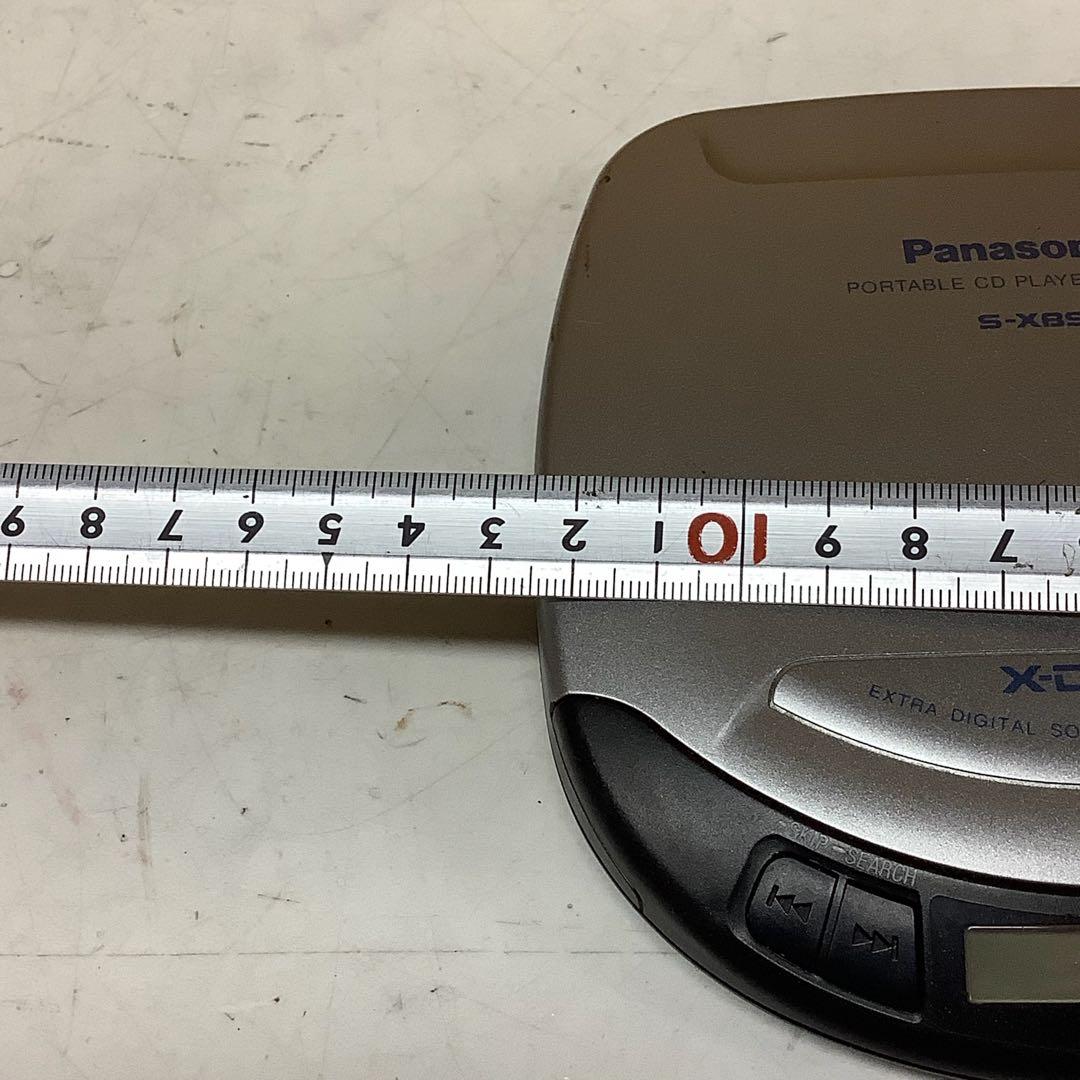 Panason
PORTABLE CD PLAYE
S-XBS
9 8 7 6 5 4 3 2 1 10 9 8 7
X-D
EXTRA DIGITAL SO
SKIP - SEARCH